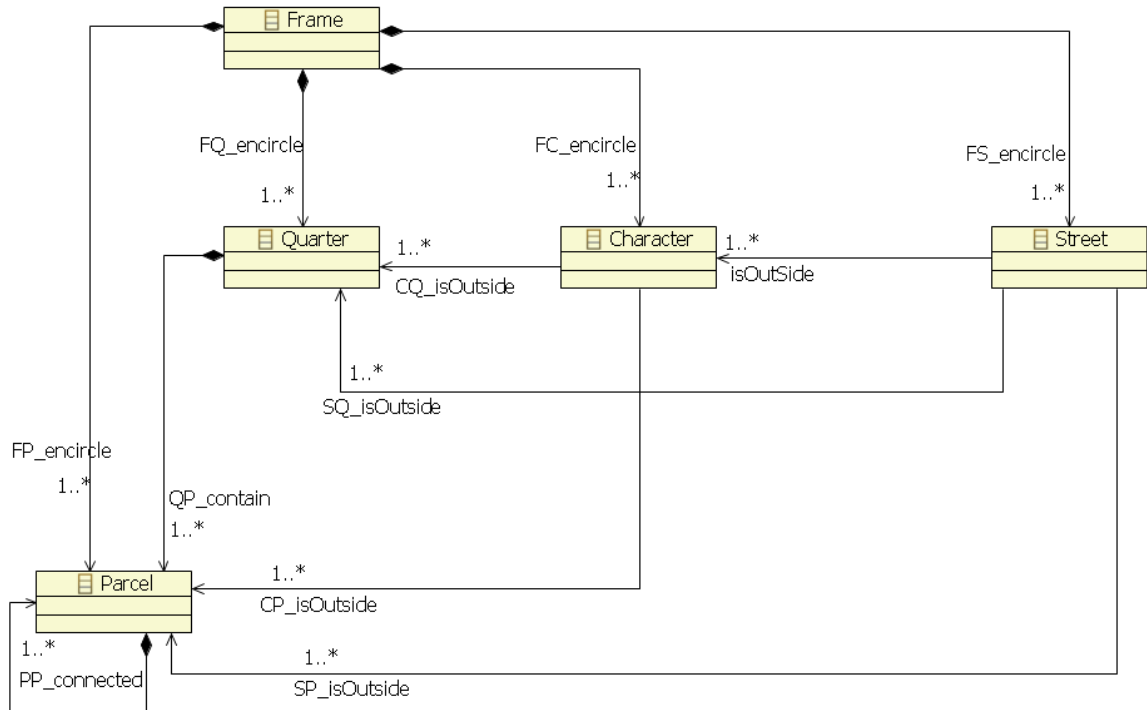 Frame
FQ_encircle
FC_encircle
FS_encircle
1..*
1..*
1..*
Quarter
1..*
Character
1..*
Street
CQ_isOutside
isOutSide
1..*
SQ_isOutside
FP_encircle
1..*
QP_contain
1..*
Parcel
1..*
CP_isOutside
1..*
PP_connected
1..*
SP_isOutside